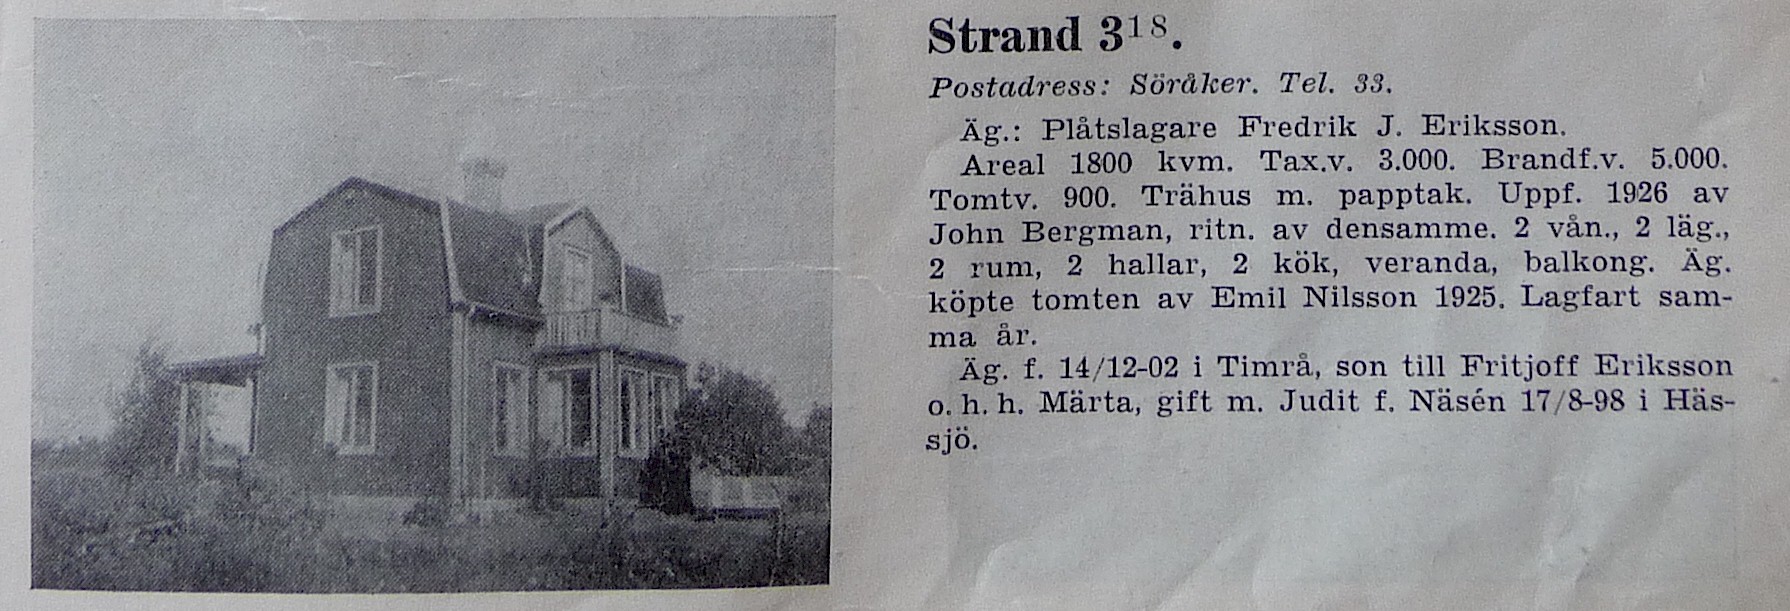 Strand 3¹⁸.
Postadress: Söråker. Tel. 33.
Äg.: Plåtslagare Fredrik J. Eriksson.
Areal 1800 kvm. Tax.v. 3.000. Brandf.v. 5.000.
Tomtv. 900. Trähus m. papptak. Uppf. 1926 av
John Bergman, ritn. av densamme. 2 vån., 2 läg.,
2 rum, 2 hallar, 2 kök, veranda, balkong. Äg.
köpte tomten av Emil Nilsson 1925. Lagfart sam-
ma år.
Äg. f. 14/12-02 i Timrå, son till Fritjoff Eriksson
o. h. h. Märta, gift m. Judit f. Näsén 17/8-98 i Häs-
sjö.